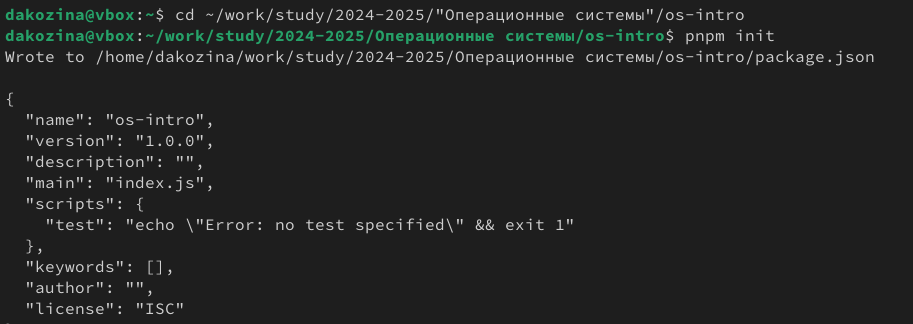 dakozina@vbox:~$ cd ~/work/study/2024-2025/"Операционные системы"/os-intro
dakozina@vbox:~/work/study/2024-2025/Операционные системы/os-intro$ pnpm init
Wrote to /home/dakozina/work/study/2024-2025/Операционные системы/os-intro/package.json

{
  "name": "os-intro",
  "version": "1.0.0",
  "description": "",
  "main": "index.js",
  "scripts": {
    "test": "echo \"Error: no test specified\" && exit 1"
  },
  "keywords": [],
  "author": "",
  "license": "ISC"